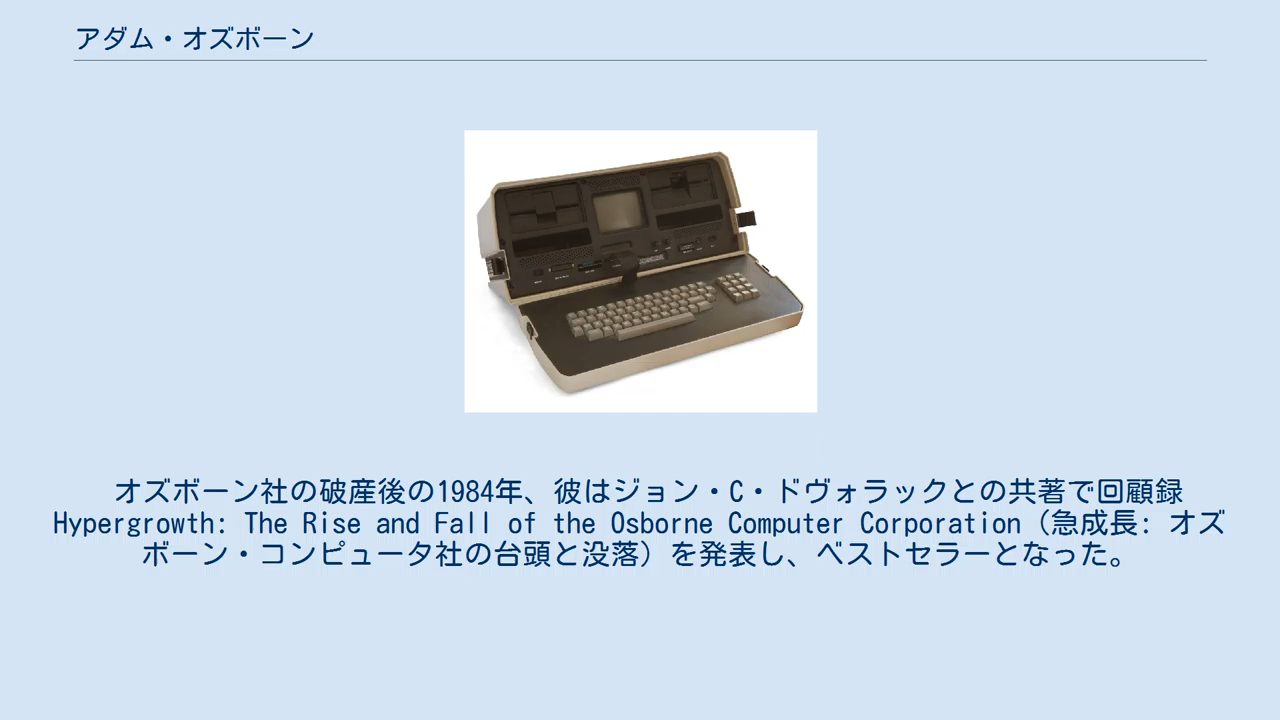 アダム・オズボーン
オズボーン社の破産後の1984年、彼はジョン・C・ドヴォラックとの共著で回顧録
Hypergrowth: The Rise and Fall of the Osborne Computer Corporation（急成長: オズ
ボーン・コンピュータ社の台頭と没落）を発表し、ベストセラーとなった。